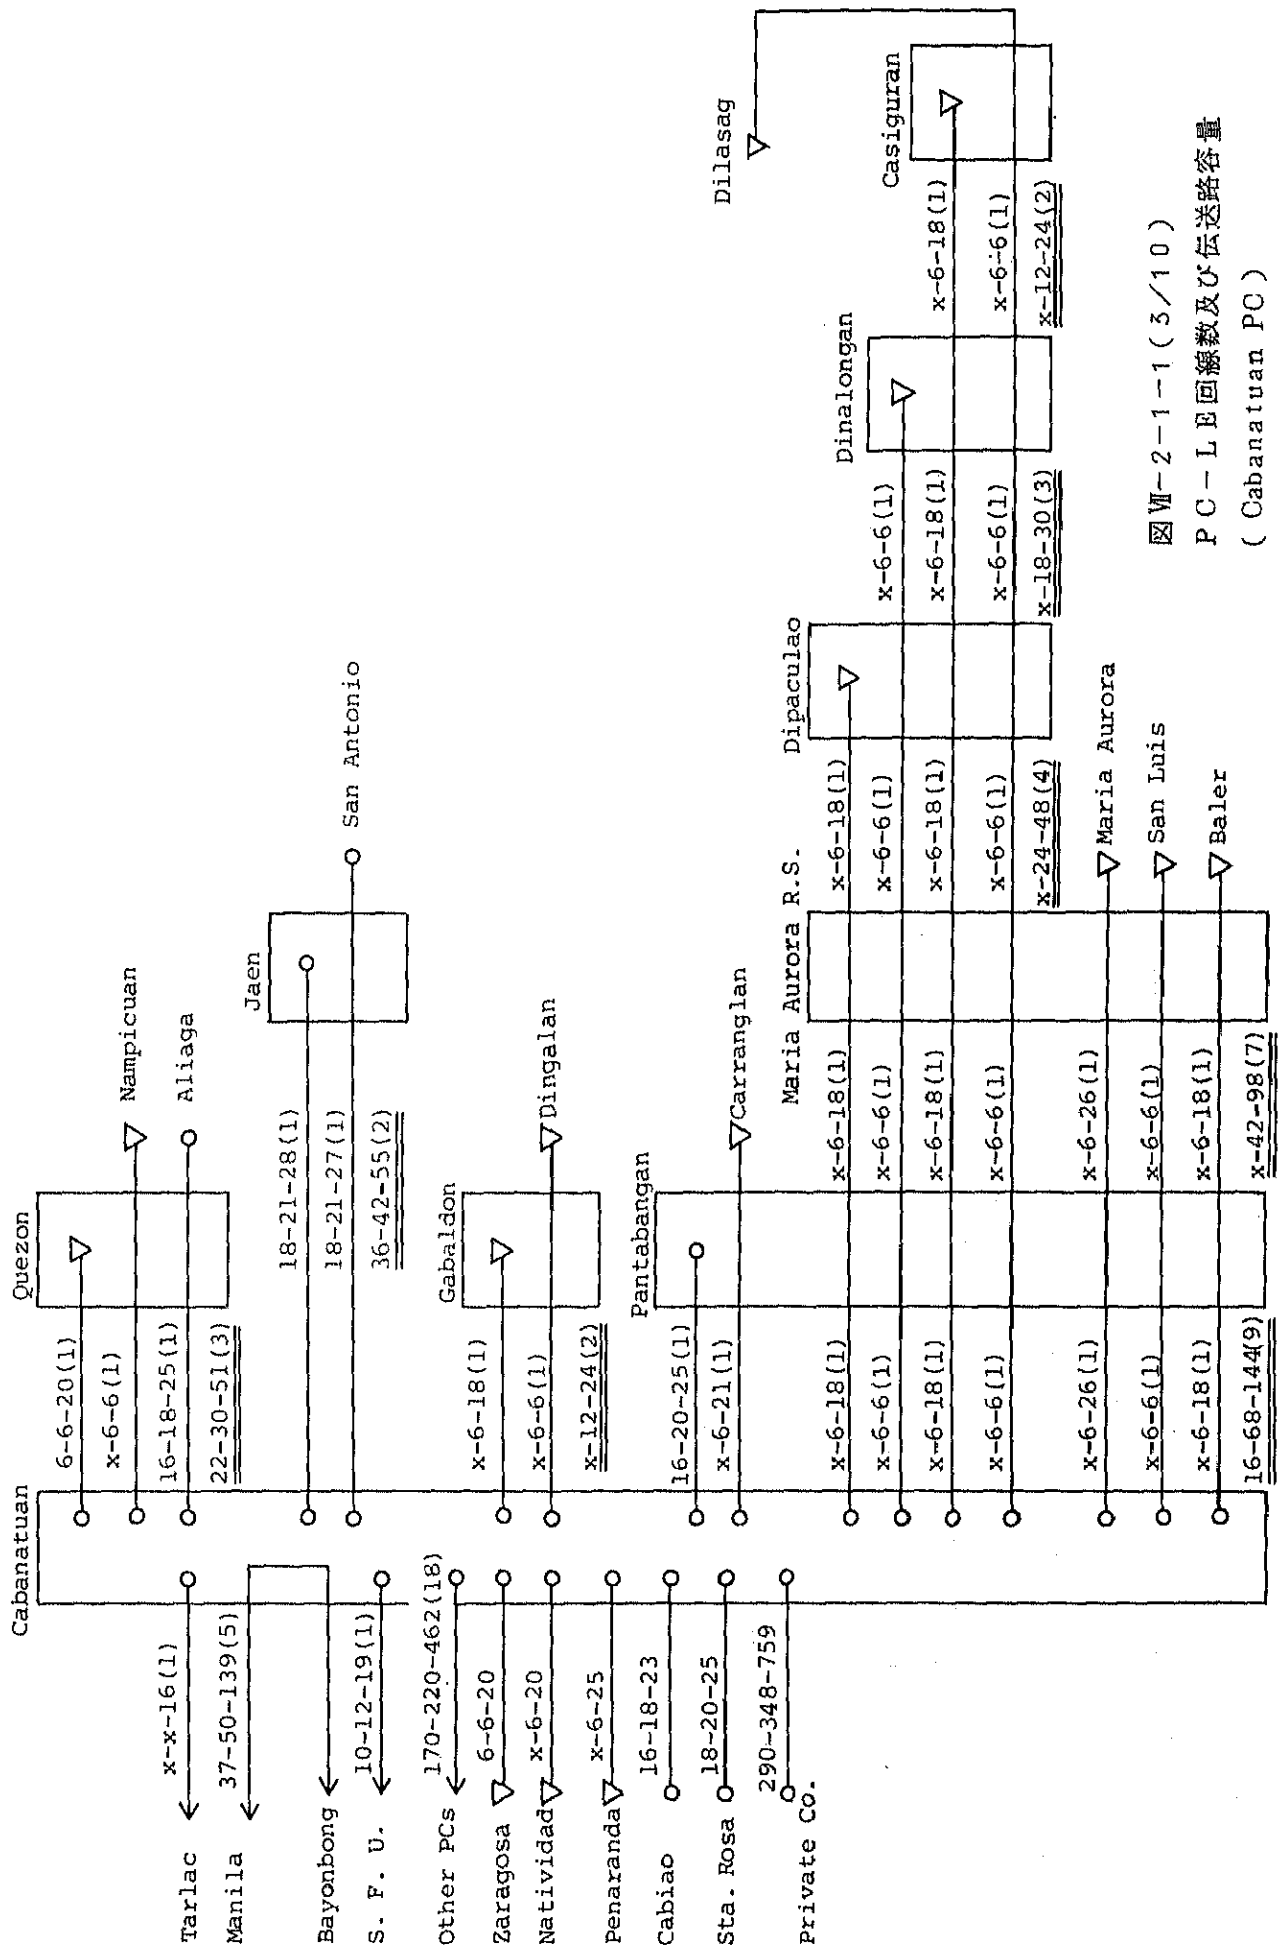 Cabanatuan
Tarlac
x-x-16(1)
Manila
37-50-139(5)
Bayonbong
S. F. U.
10-12-19(1)
Other PCs
170-220-462(18)
Zaragosa
6-6-20
Natividad
x-6-20
Penaranda
x-6-25
Cabiao
16-18-23
Sta. Rosa
18-20-25
Private Co.
290-348-759
Quezon
6-6-20(1)
x-6-6(1)
Nampicuan
16-18-25(1)
Aliaga
22-30-51(3)
Jaen
18-21-28(1)
18-21-27(1)
San Antonio
36-42-55(2)
Gabaldon
x-6-18(1)
x-6-6(1)
Dingalan
x-12-24(2)
Pantabangan
16-20-25(1)
x-6-21(1)
Carranglan
x-6-18(1)
x-6-6(1)
x-6-18(1)
x-6-6(1)
x-6-26(1)
x-6-6(1)
x-6-18(1)
16-68-144(9)
Maria Aurora R.S.
x-6-18(1)
x-6-6(1)
x-6-18(1)
x-6-6(1)
x-6-26(1)
x-6-6(1)
x-6-18(1)
x-42-98(7)
Maria Aurora
San Luis
Baler
Dipaculao
x-6-18(1)
x-6-6(1)
x-6-18(1)
x-6-6(1)
x-24-48(4)
Dinalongan
x-6-6(1)
x-6-18(1)
x-6-6(1)
x-18-30(3)
Casiguran
x-6-18(1)
x-6-6(1)
x-12-24(2)
Dilasag
図Ⅶ-2-1-1(3/10)
PC-LE回線数及び伝送路容量
(Cabanatuan PC)